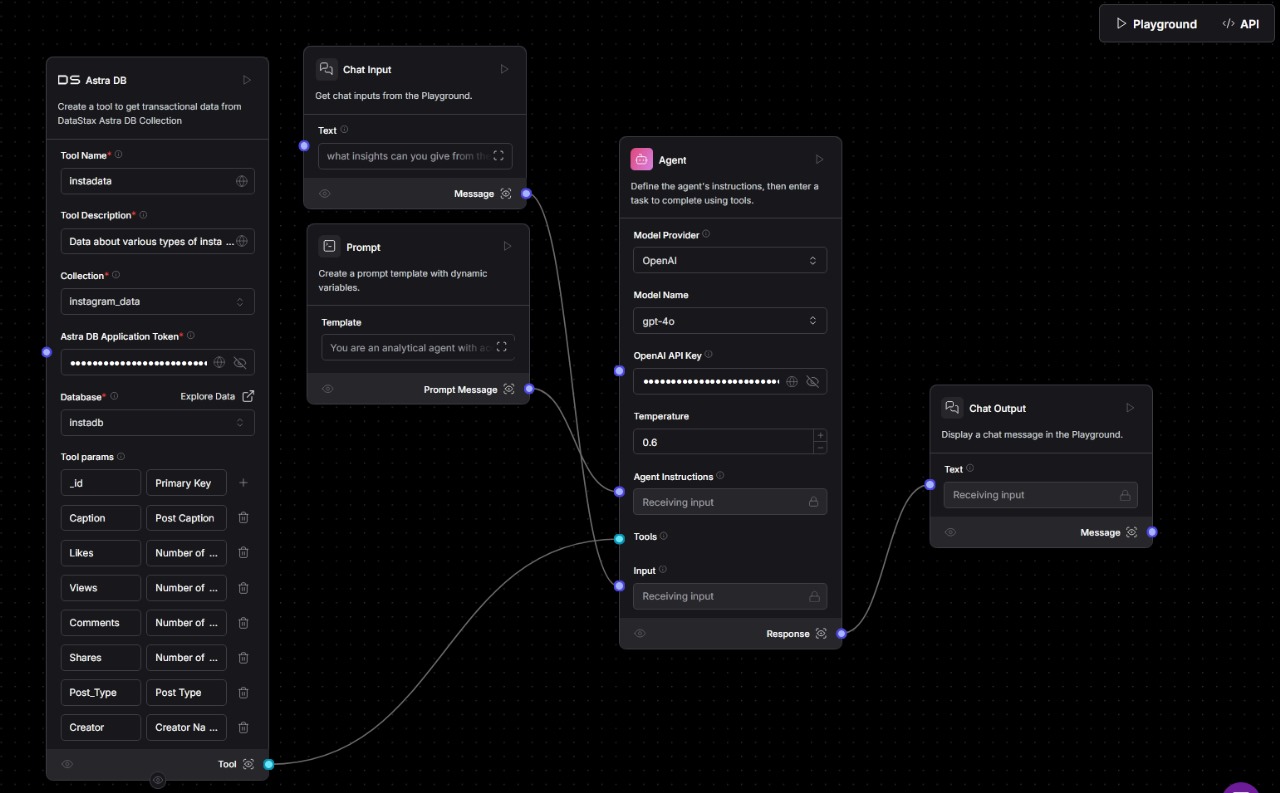 Playground
API
DS Astra DB
Create a tool to get transactional data from
DataStax Astra DB Collection
Tool Name*
instadata
Tool Description*
Data about various types of insta ...
Collection*
instagram_data
Astra DB Application Token*
Database*
Explore Data
instadb
Tool params
_id
Primary Key
Caption
Post Caption
Likes
Number of ...
Views
Number of ...
Comments
Number of ...
Shares
Number of ...
Post_Type
Post Type
Creator
Creator Na ...
Tool
Chat Input
Get chat inputs from the Playground.
Text
what insights can you give from the
Message
Prompt
Create a prompt template with dynamic
variables.
Template
You are an analytical agent with
Prompt Message
Agent
Define the agent's instructions, then enter a
task to complete using tools.
Model Provider
OpenAI
Model Name
gpt-4o
OpenAI API Key
Temperature
0.6
Agent Instructions
Receiving input
Tools
Input
Receiving input
Response
Chat Output
Display a chat message in the Playground.
Text
Receiving input
Message